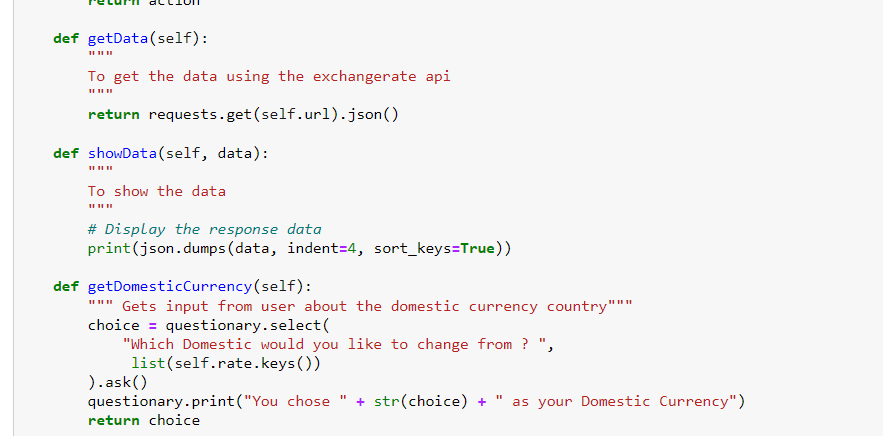 return action
def getData(self):
"""
To get the data using the exchangerate api
"""
return requests.get(self.url).json()
def showData(self, data):
"""
To show the data
"""
# Display the response data
print(json.dumps(data, indent=4, sort_keys=True))
def getDomesticCurrency(self):
""" Gets input from user about the domestic currency country"""
choice = questionary.select(
"Which Domestic would you like to change from ? ",
list(self.rate.keys())
).ask()
questionary.print("You chose " + str(choice) + " as your Domestic Currency")
return choice